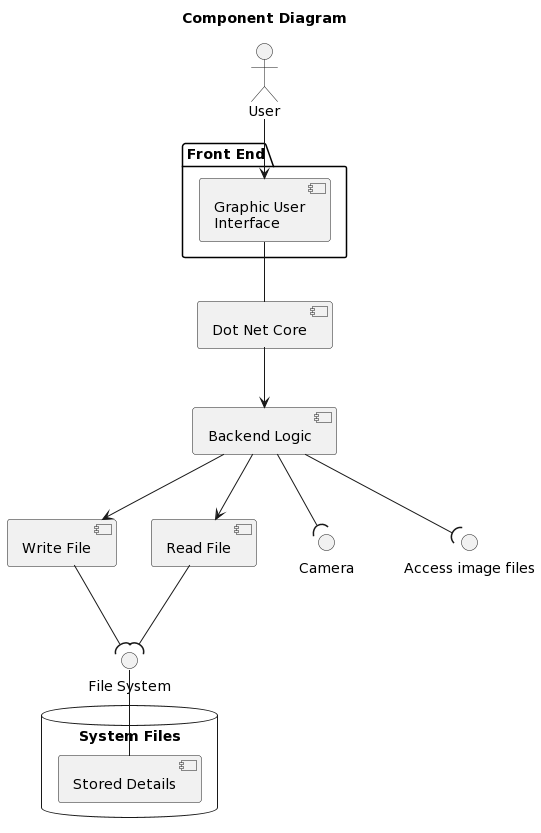 Component Diagram
User
Front End
Graphic User
Interface
Dot Net Core
Backend Logic
Write File
Read File
Camera
Access image files
File System
System Files
Stored Details